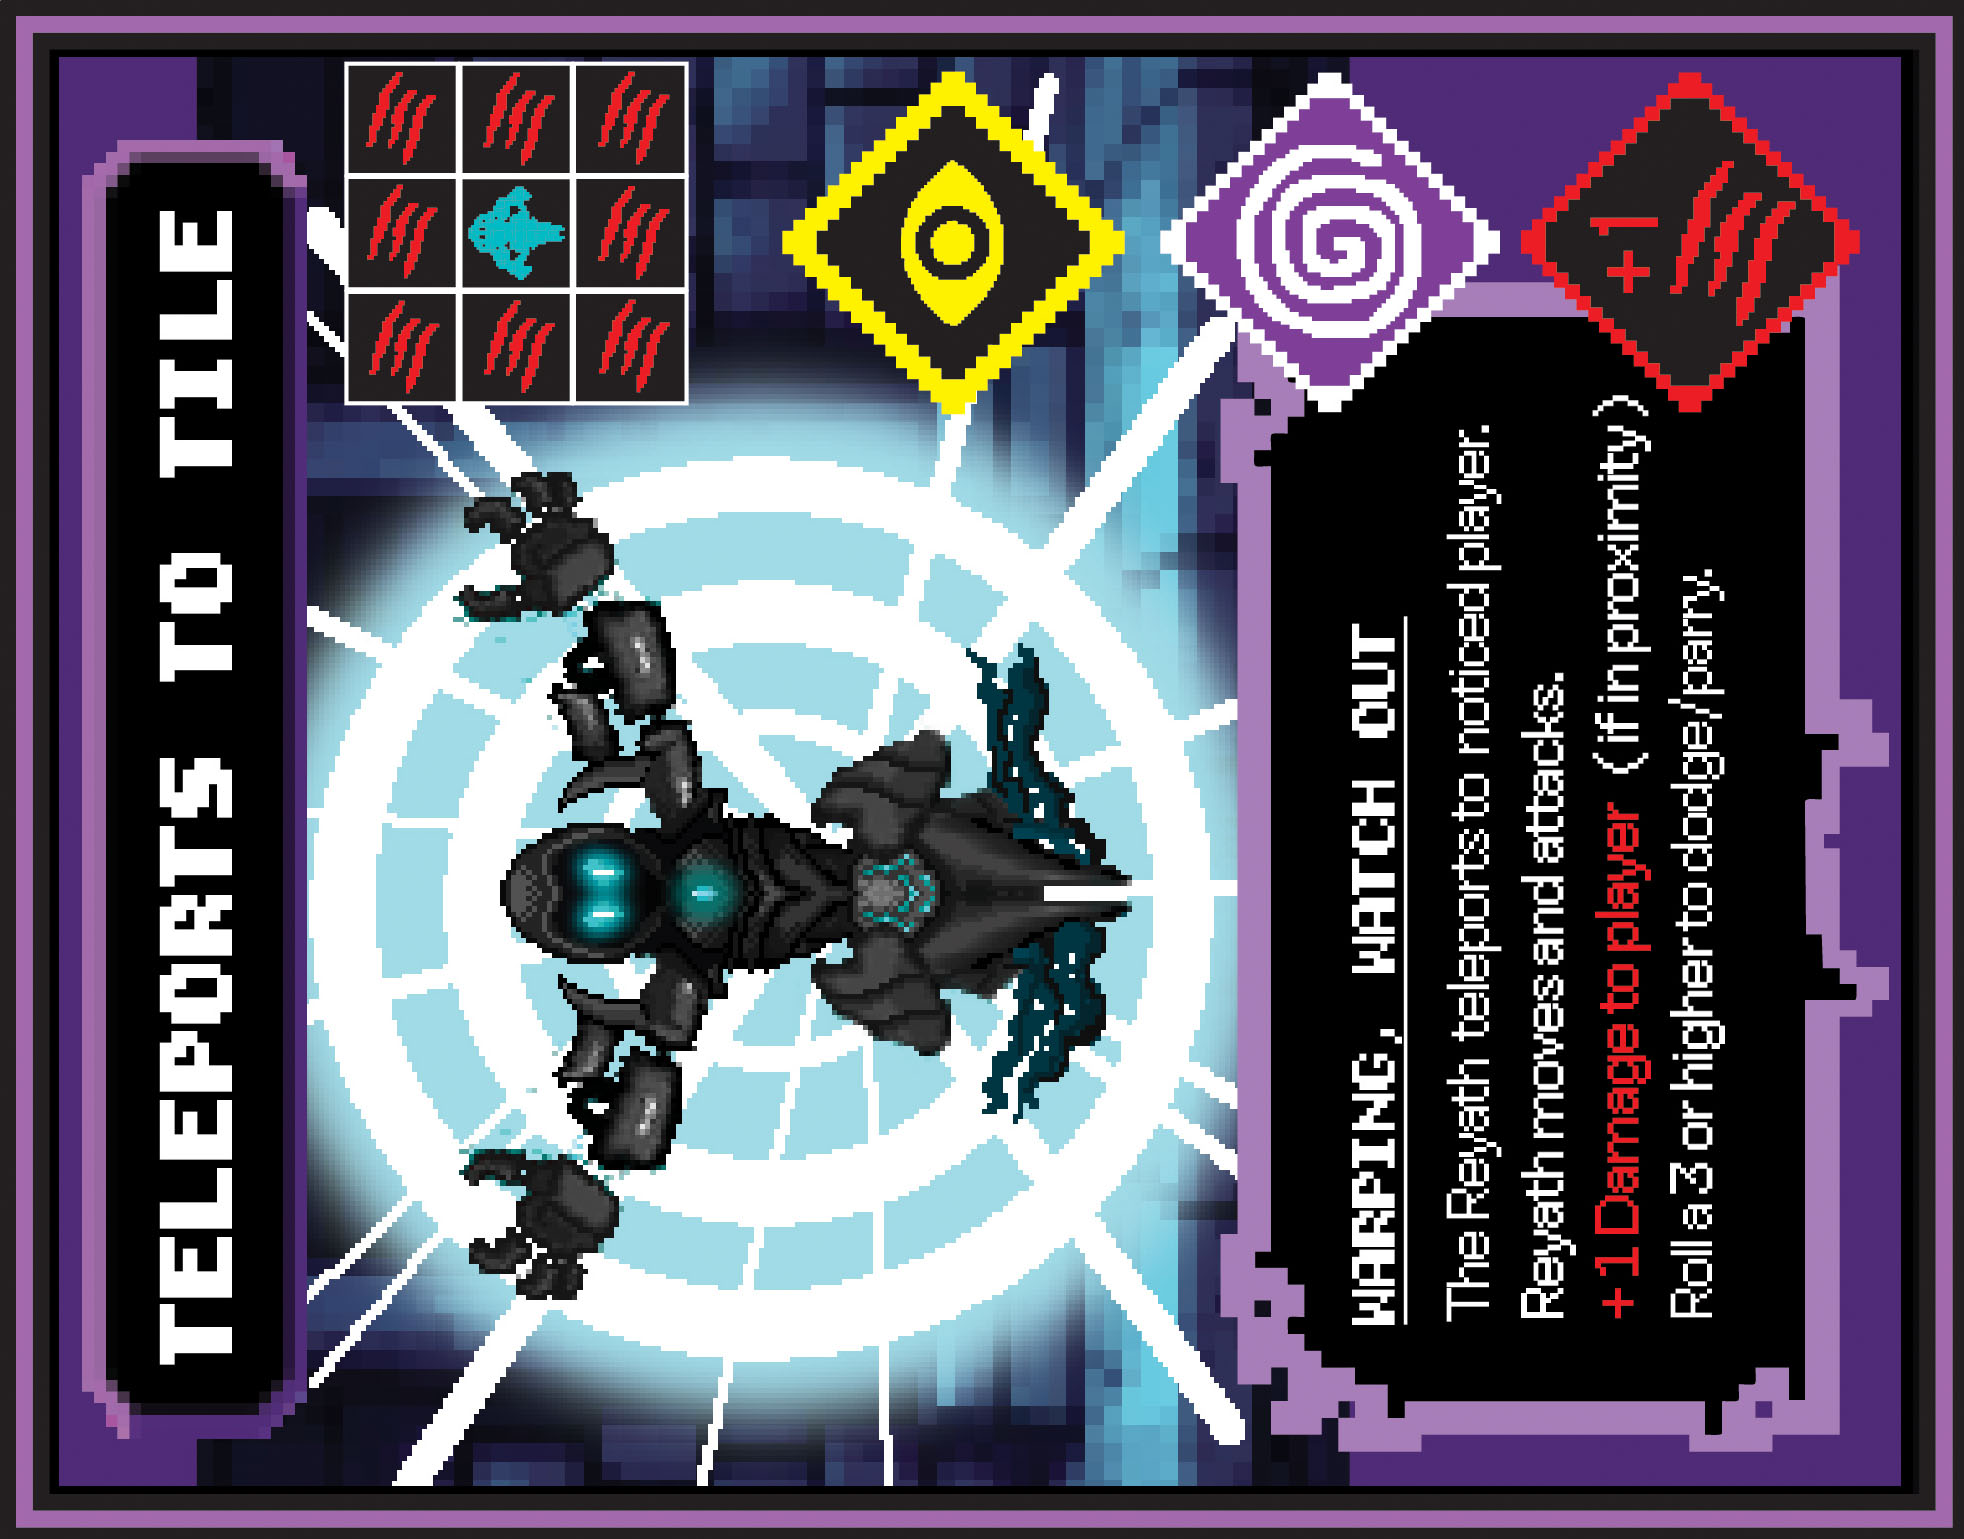 TELEPORTS TO TILE
WARPING, WATCH OUT
The Reyath teleports to noticed player.
Reyath moves and attacks.
+1 Damage to player (if in proximity)
Roll a 3 or higher to dodge/parry.
+1